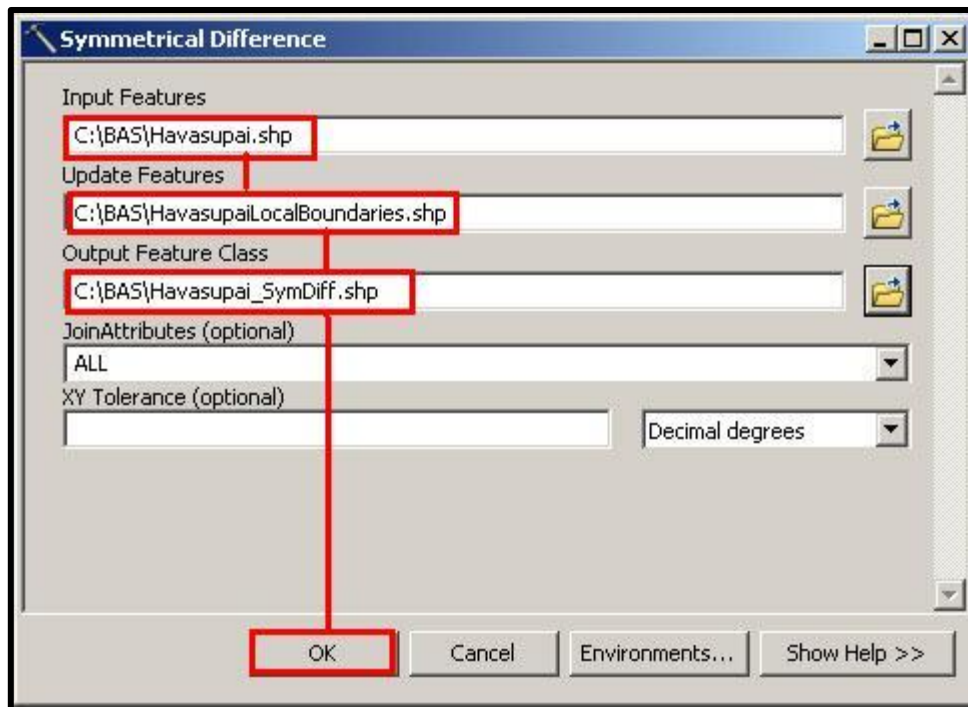 Symmetrical Difference
Input Features
C:\BAS\Havasupai.shp
Update Features
C:\BAS\HavasupaiLocalBoundaries.shp
Output Feature Class
C:\BAS\Havasupai_SymDiff.shp
JoinAttributes (optional)
ALL
XY Tolerance (optional)
Decimal degrees
OK Cancel Environments... Show Help >>